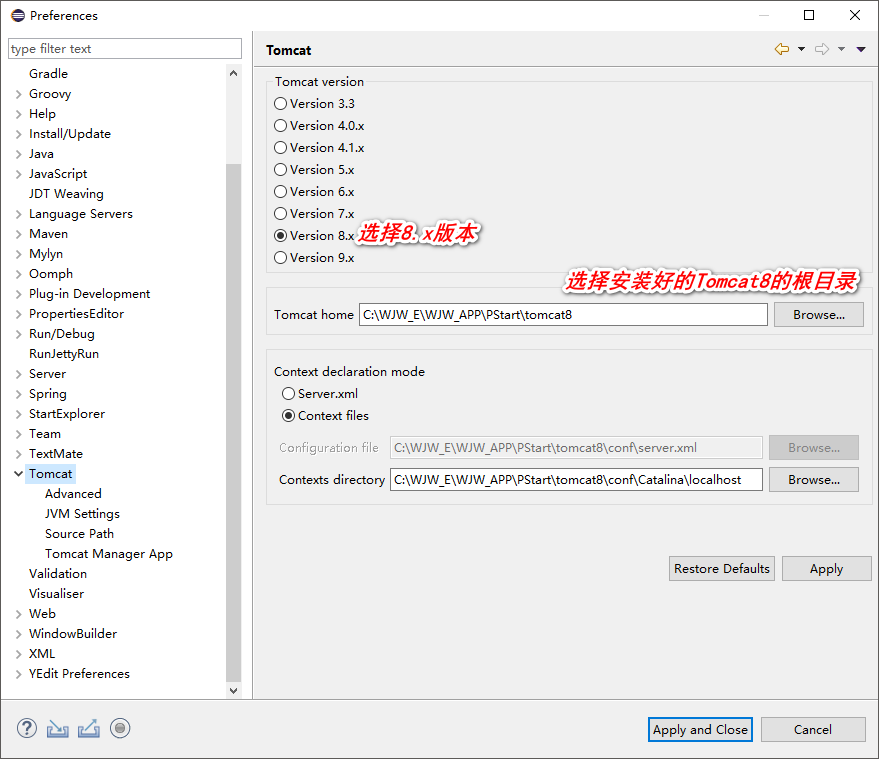 Preferences
type filter text
Gradle
Groovy
Help
Install/Update
Java
JavaScript
JDT Weaving
Language Servers
Maven
Mylyn
Oomph
Plug-in Development
PropertiesEditor
Run/Debug
RunJettyRun
Server
Spring
StartExplorer
Team
TextMate
Tomcat
Advanced
JVM Settings
Source Path
Tomcat Manager App
Validation
Visualiser
Web
WindowBuilder
XML
YEdit Preferences
Tomcat
Tomcat version
Version 3.3
Version 4.0.x
Version 4.1.x
Version 5.x
Version 6.x
Version 7.x
Version 8.x 选择8.x版本
Version 9.x
选择安装好的Tomcat8的根目录
Tomcat home C:\WJW_E\WJW_APP\PStart\tomcat8 Browse...
Context declaration mode
Server.xml
Context files
Configuration file C:\WJW_E\WJW_APP\PStart\tomcat8\conf\server.xml Browse...
Contexts directory C:\WJW_E\WJW_APP\PStart\tomcat8\conf\Catalina\localhost Browse...
Restore Defaults Apply
Apply and Close Cancel